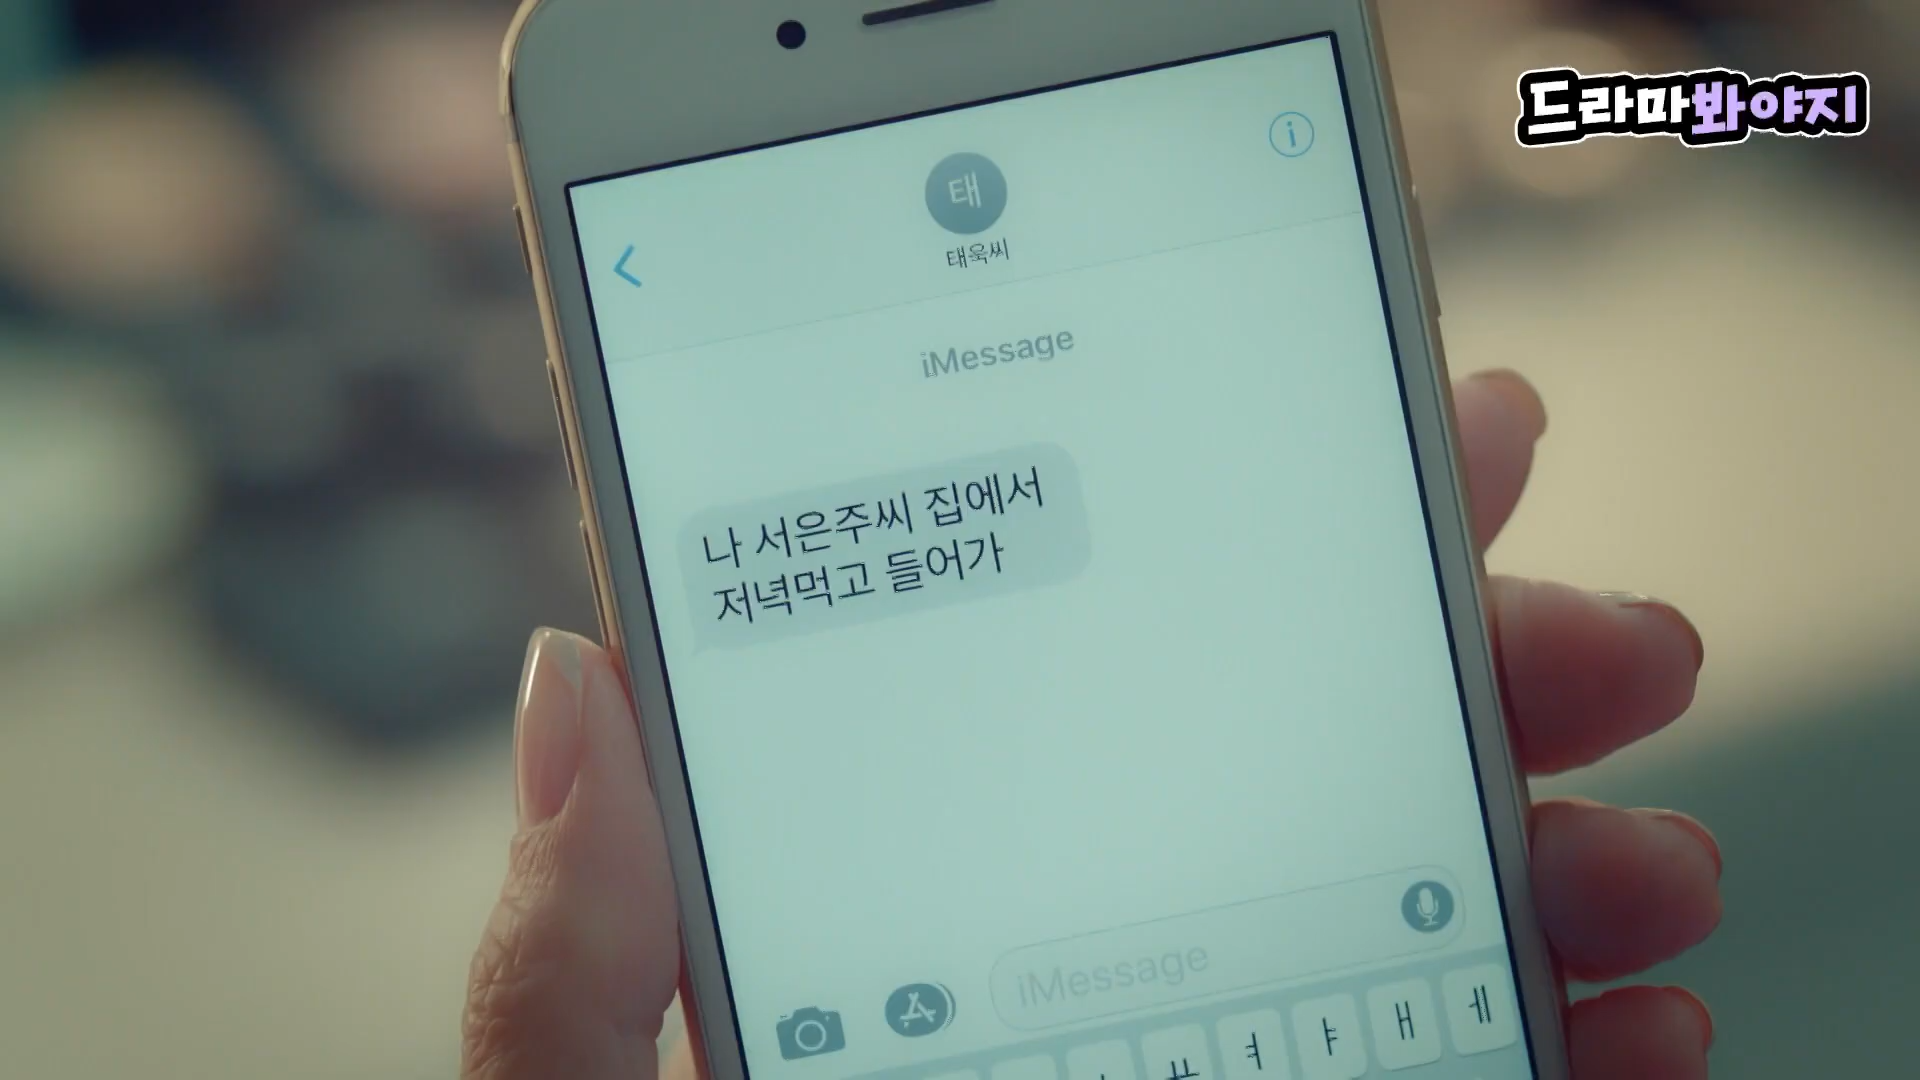 드라마봐야지
태
태욱씨
iMessage
나 서은주씨 집에서
저녁먹고 들어가
iMessage
ㅛ ㅕ ㅑ ㅐ ㅔ